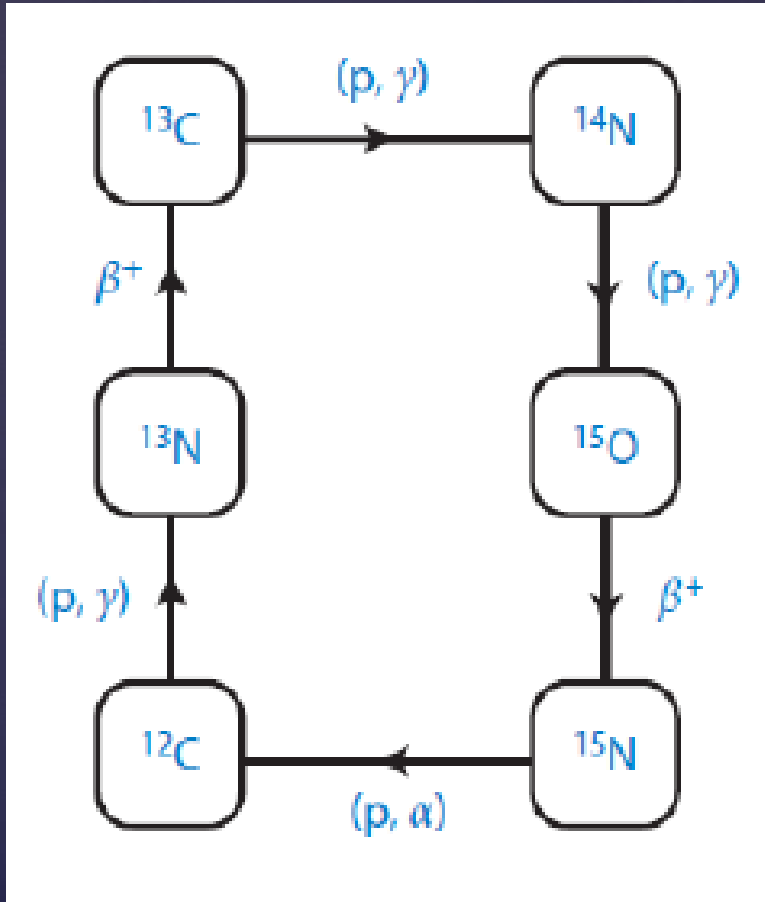 (p, γ)
¹³C
¹⁴N
β⁺
(p, γ)
¹³N
¹⁵O
(p, γ)
β⁺
¹²C
¹⁵N
(p, α)